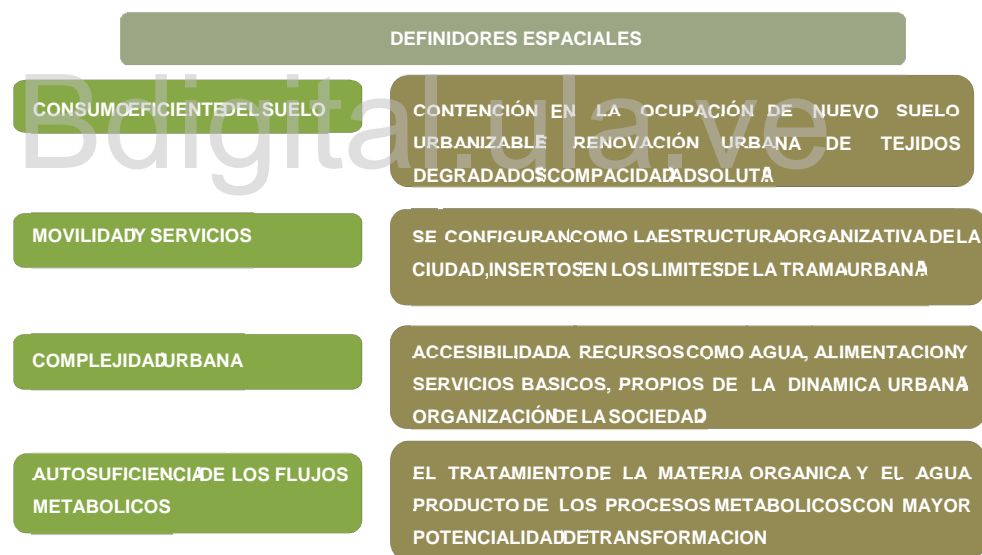 DEFINIDORES ESPACIALES
CONSUMO EFICIENTE DEL SUELO
CONTENCIÓN EN LA OCUPACIÓN DE NUEVO SUELO
URBANIZABLE RENOVACIÓN URBANA DE TEJIDOS
DEGRADADOS COMPACIDAD ADSOLUTA
Bdigital.ula.ve
MOVILIDAD Y SERVICIOS
SE CONFIGURAN COMO LA ESTRUCTURA ORGANIZATIVA DE LA
CIUDAD, INSERTOS EN LOS LIMITES DE LA TRAMA URBANA
COMPLEJIDAD URBANA
ACCESIBILIDAD A RECURSOS COMO AGUA, ALIMENTACION Y
SERVICIOS BASICOS, PROPIOS DE LA DINAMICA URBANA
ORGANIZACIÓN DE LA SOCIEDAD
AUTOSUFICIENCIA DE LOS FLUJOS
METABOLICOS
EL TRATAMIENTO DE LA MATERIA ORGANICA Y EL AGUA
PRODUCTO DE LOS PROCESOS METABOLICOS CON MAYOR
POTENCIALIDAD DE TRANSFORMACION